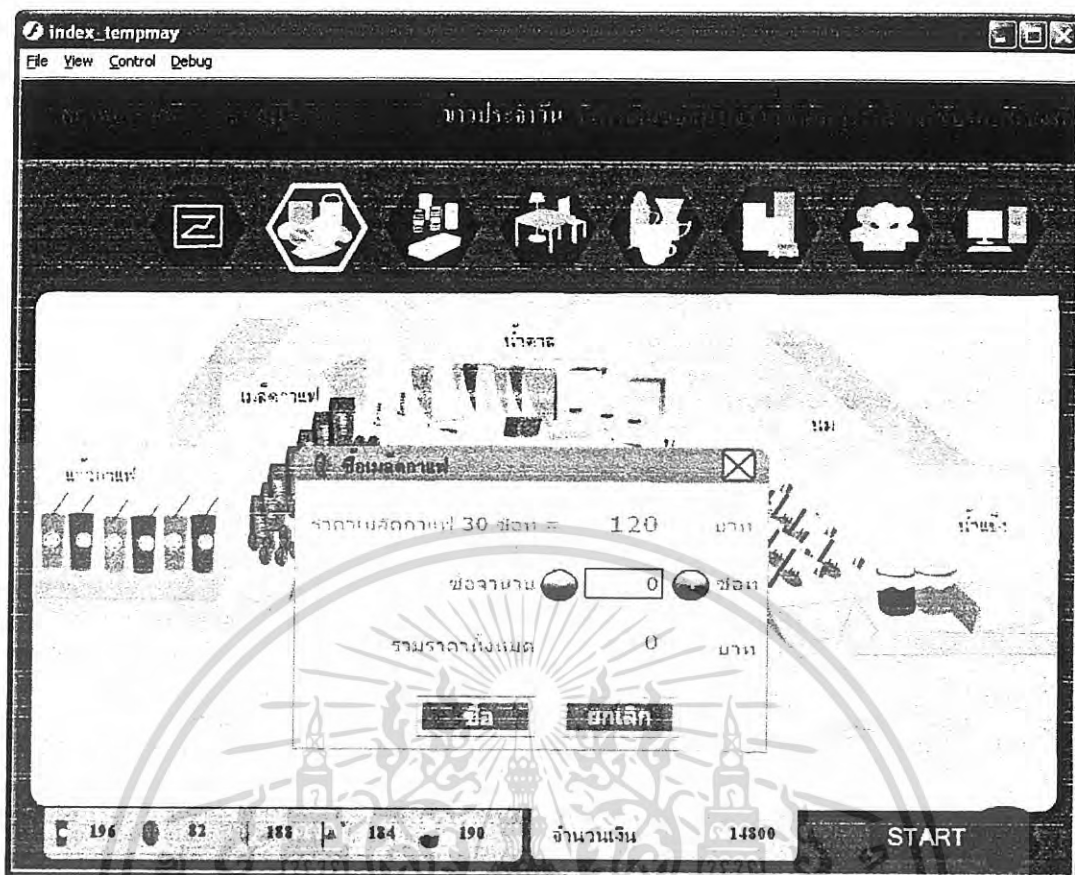 index_tempmay
File View Control Debug
ข่าวประจำวัน
น้ำตาล
เมล็ดกาแฟ
นม
แก้วกาแฟ
น้ำแข็ง
ซื้อเมล็ดกาแฟ
ราคาเมล็ดกาแฟ 30 ช้อน = 120 บาท
ซื้อจำนวน 0 ช้อน
รวมราคาทั้งหมด 0 บาท
ซื้อ ยกเลิก
196 82 188 184 190 จำนวนเงิน 14800 START